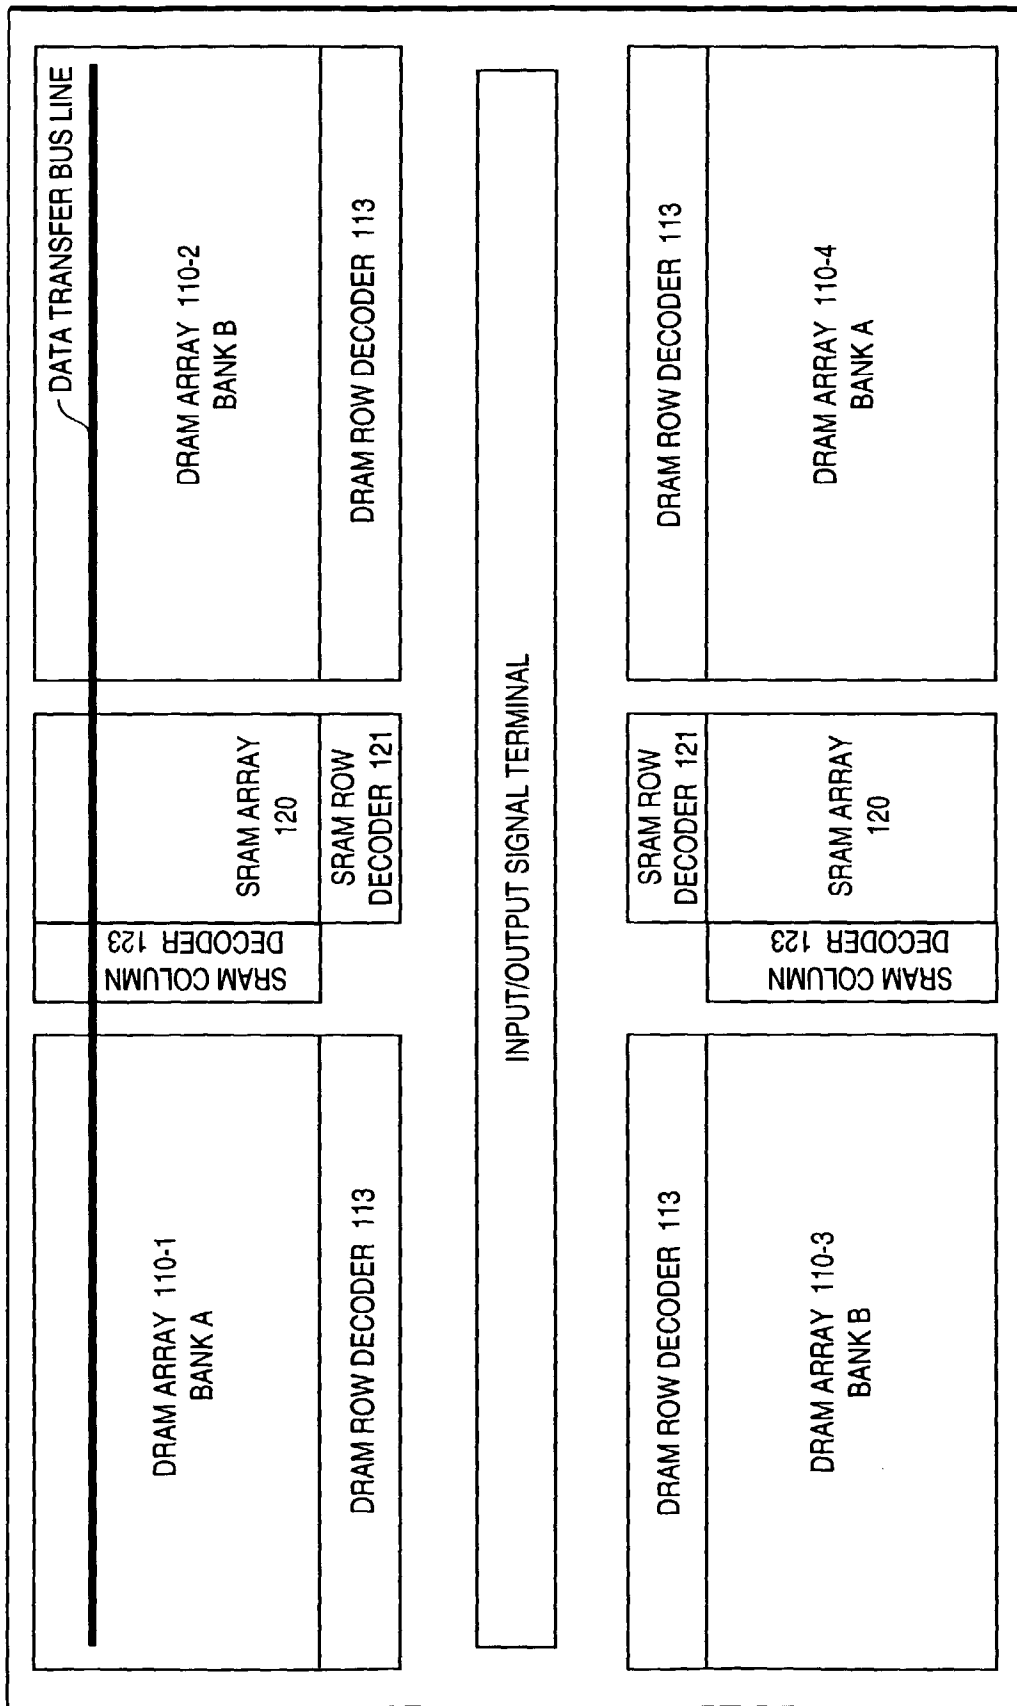 DATA TRANSFER BUS LINE
DRAM ARRAY 110-1
BANK A
DRAM ROW DECODER 113
SRAM COLUMN
DECODER 123
SRAM ARRAY
120
SRAM ROW
DECODER 121
DRAM ARRAY 110-2
BANK B
DRAM ROW DECODER 113
INPUT/OUTPUT SIGNAL TERMINAL
DRAM ROW DECODER 113
DRAM ARRAY 110-3
BANK B
SRAM ROW
DECODER 121
SRAM COLUMN
DECODER 123
SRAM ARRAY
120
DRAM ROW DECODER 113
DRAM ARRAY 110-4
BANK A